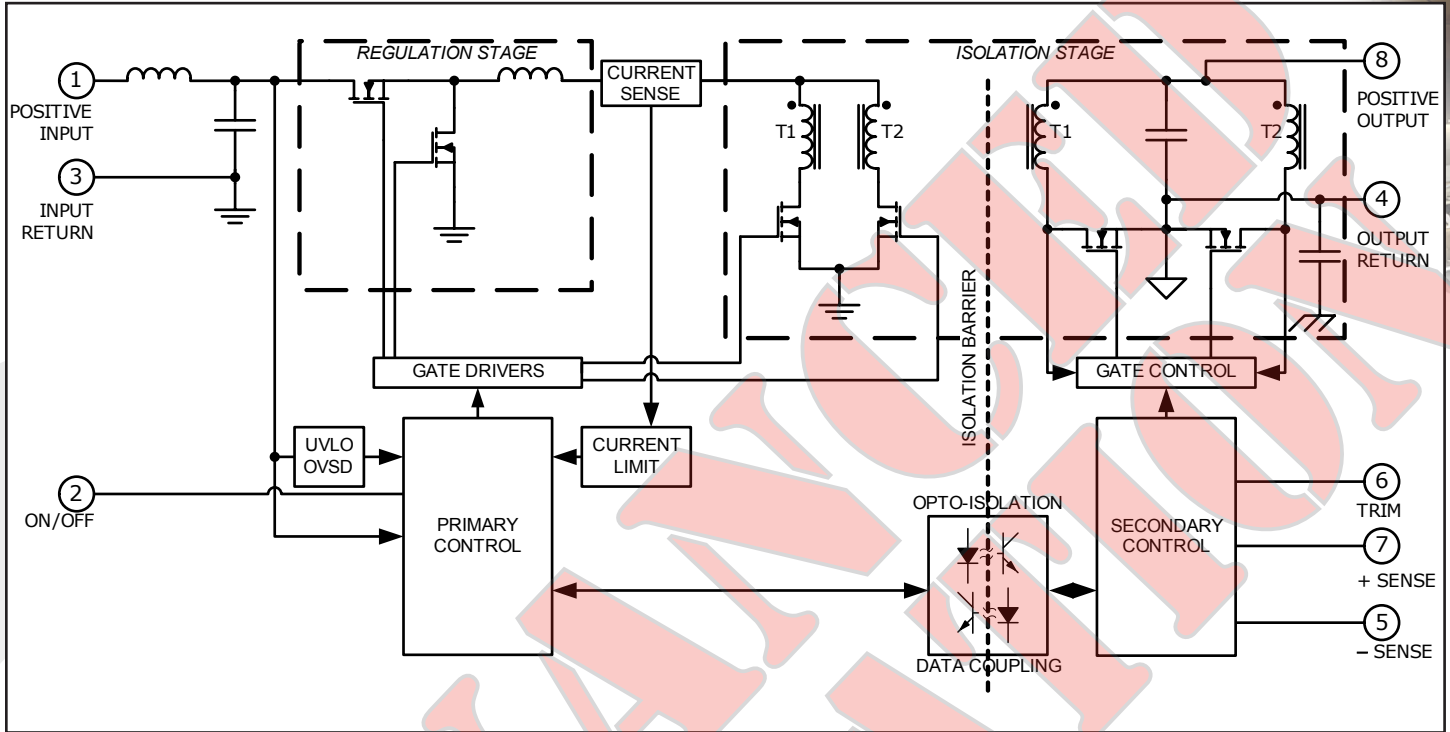 REGULATION STAGE
ISOLATION STAGE
1
POSITIVE
INPUT
3
INPUT
RETURN
CURRENT
SENSE
T1
T2
T1
T2
8
POSITIVE
OUTPUT
4
OUTPUT
RETURN
ISOLATION BARRIER
GATE DRIVERS
GATE CONTROL
UVLO
OVSD
CURRENT
LIMIT
2
ON/OFF
PRIMARY
CONTROL
OPTO-ISOLATION
DATA COUPLING
SECONDARY
CONTROL
6
TRIM
7
+ SENSE
5
– SENSE